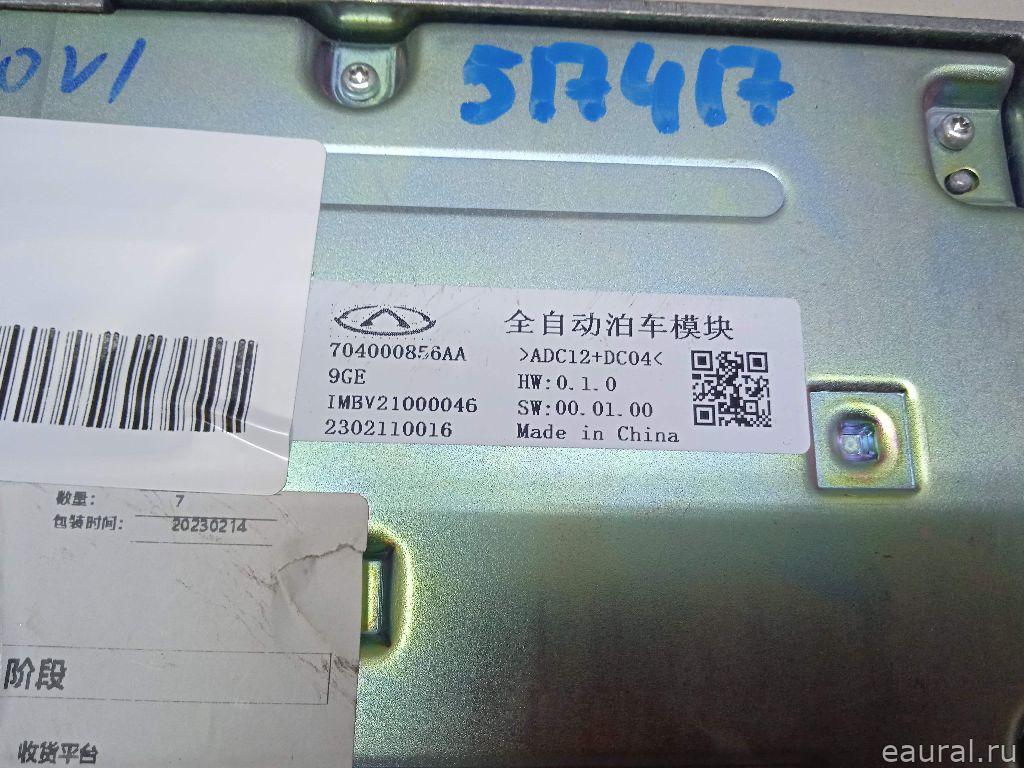 0V1
517417
全自动泊车模块
704000856AA
>ADC12+DC04<
9GE
HW:0.1.0
IMBV21000046
SW:00.01.00
2302110016
Made in China
数量: 7
包装时间: 20230214
阶段
收货平台
eaural.ru